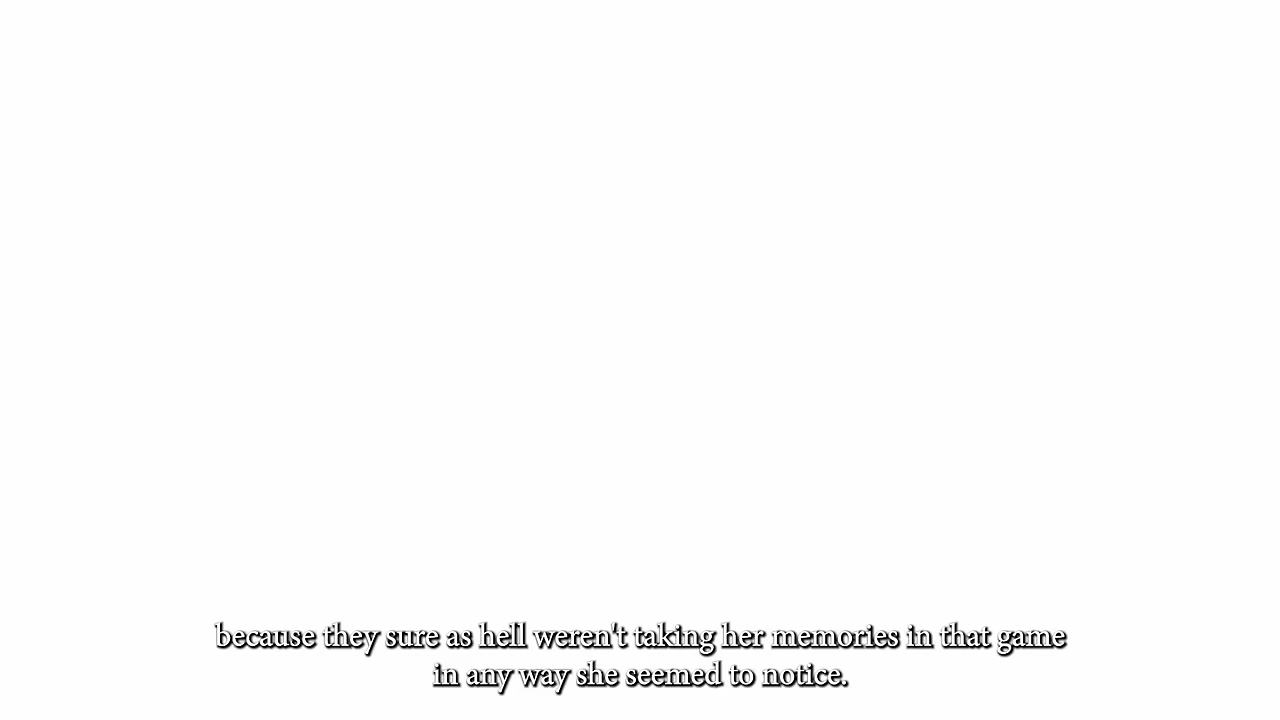 because they sure as hell weren't taking her memories in that game
in any way she seemed to notice.